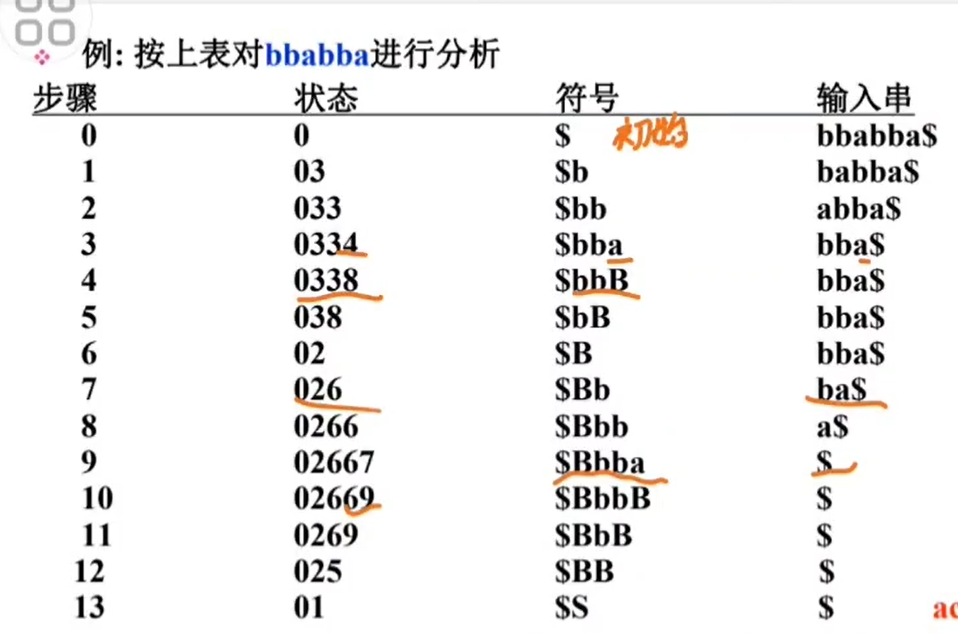 例: 按上表对bbabba进行分析
步骤 状态 符号 输入串
0 0 $ 初始 bbabba$
1 03 $b babba$
2 033 $bb abba$
3 0334 $bba bba$
4 0338 $bbB bba$
5 038 $bB bba$
6 02 $B bba$
7 026 $Bb ba$
8 0266 $Bbb a$
9 02667 $Bbba $
10 02669 $BbbB $
11 0269 $BbB $
12 025 $BB $
13 01 $S $ ac